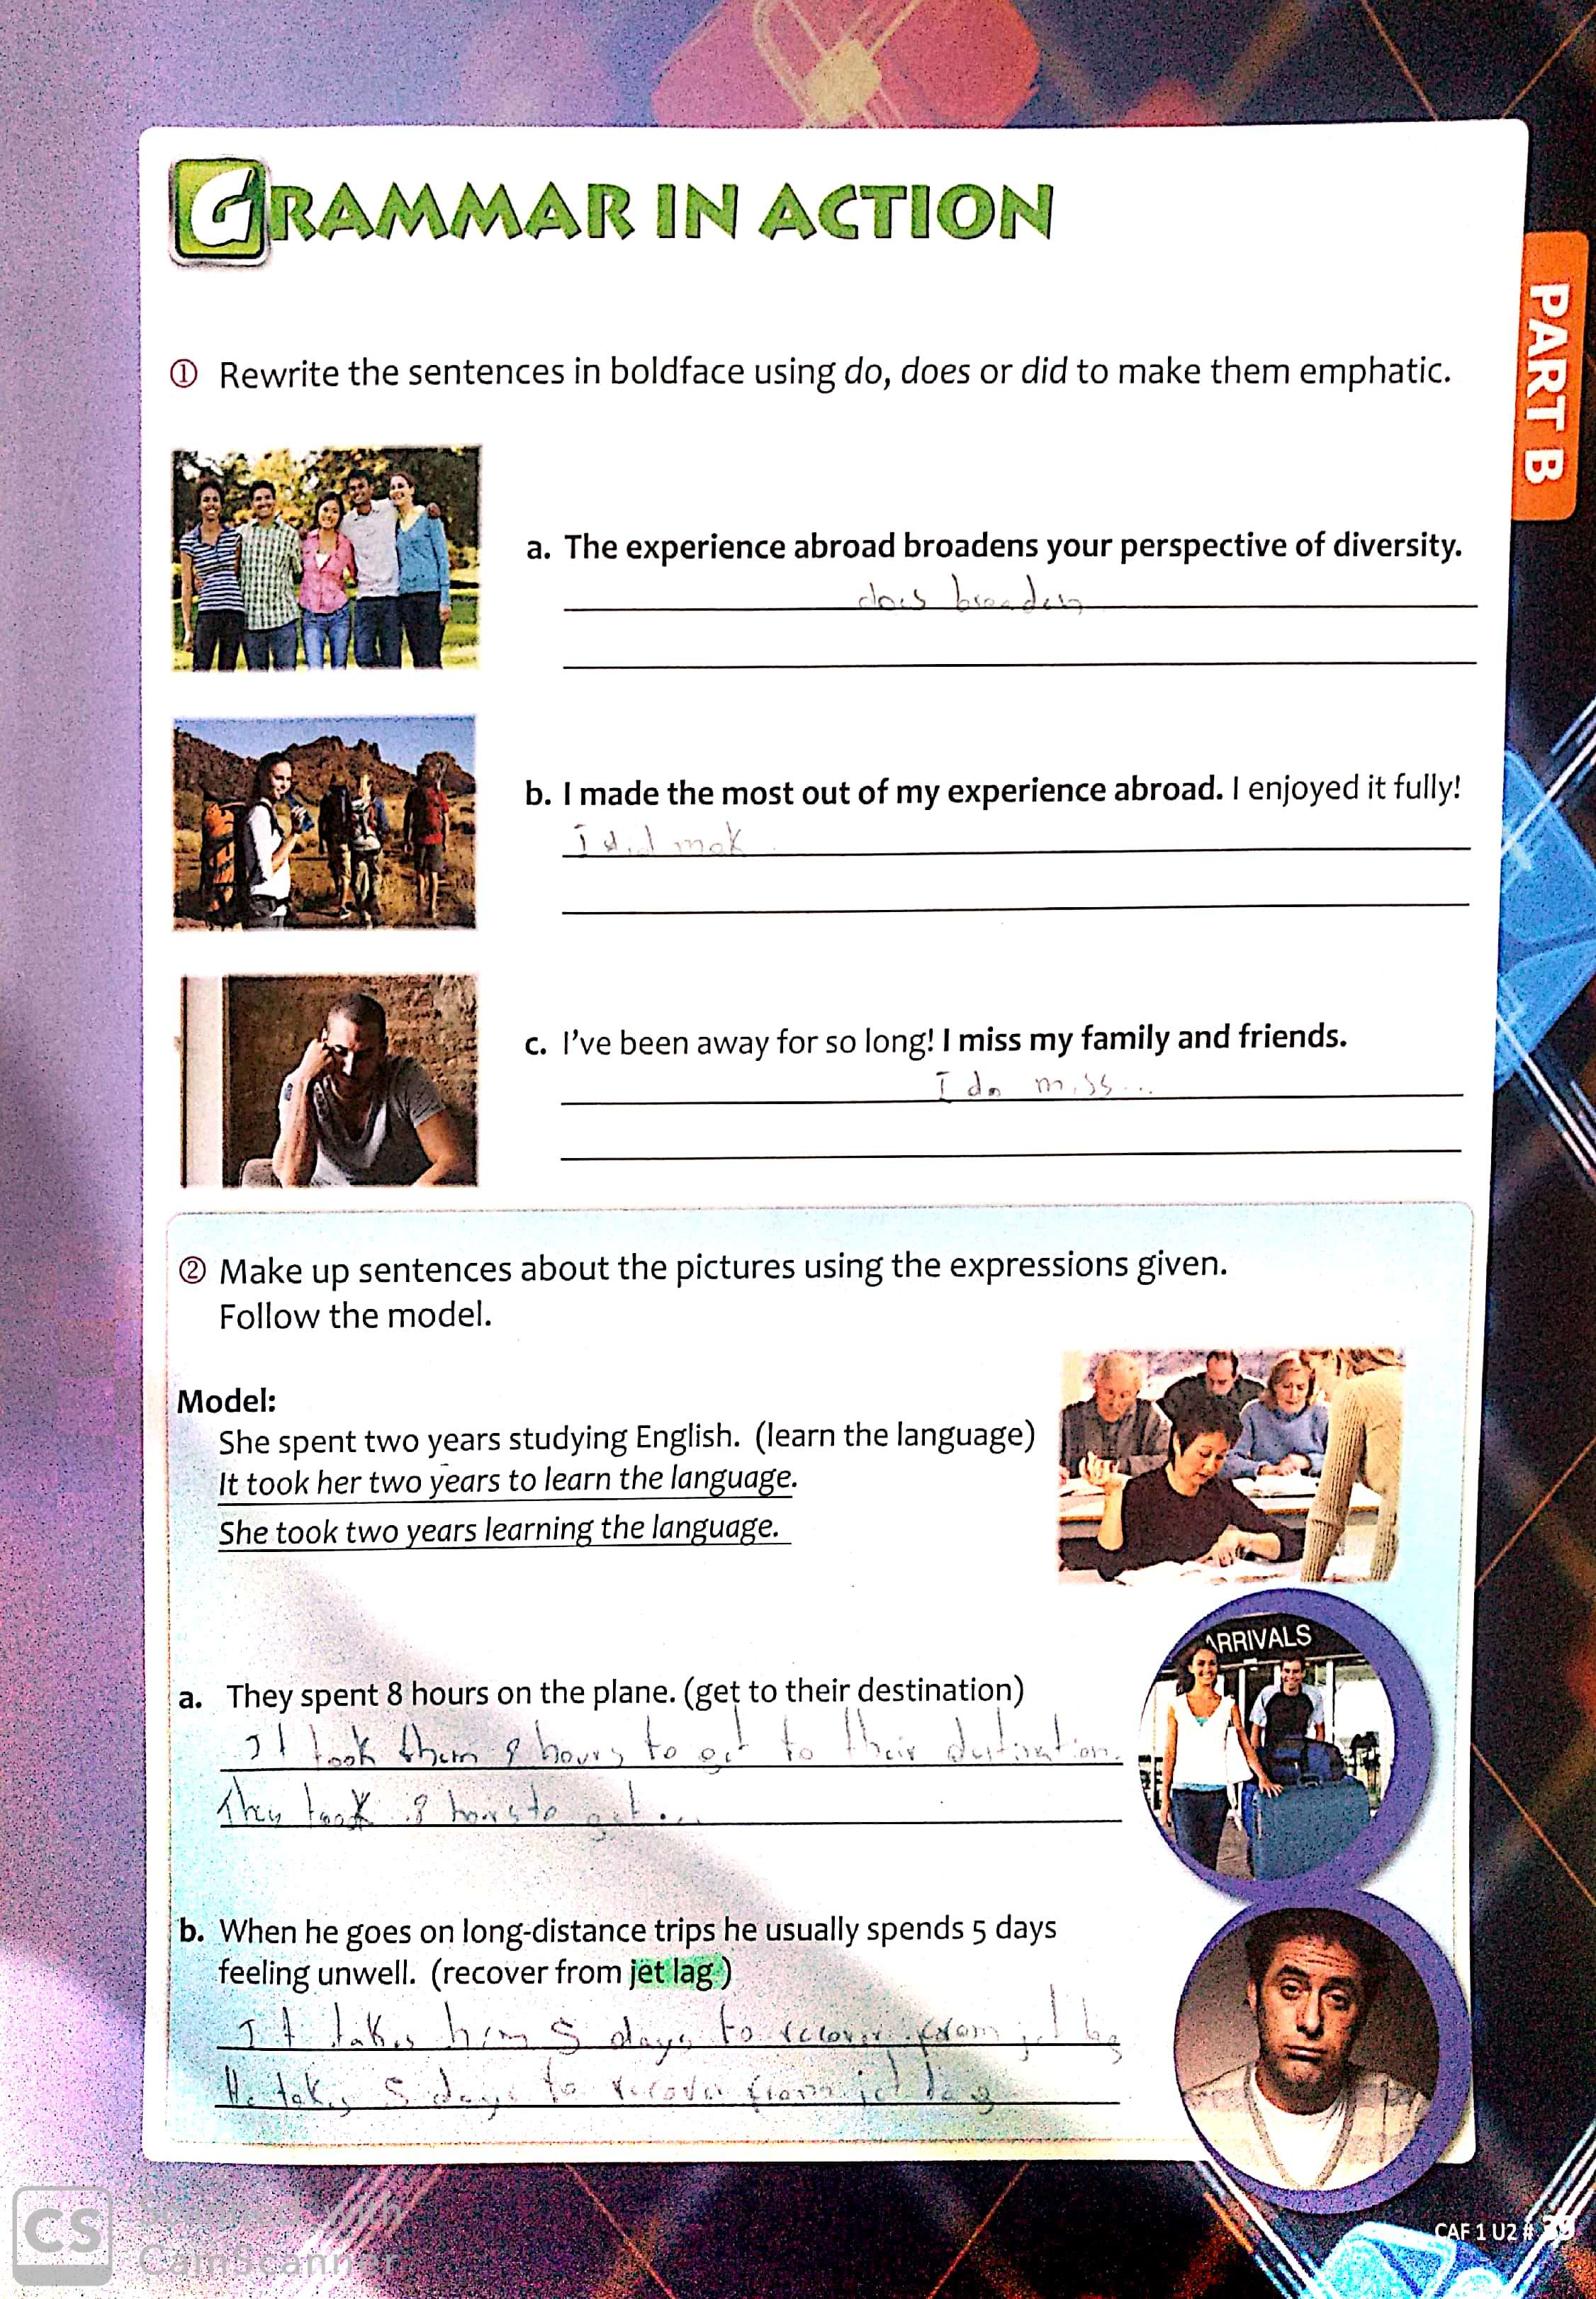 GRAMMAR IN ACTION
PART B
① Rewrite the sentences in boldface using do, does or did to make them emphatic.
a. The experience abroad broadens your perspective of diversity.
does broaden
b. I made the most out of my experience abroad. I enjoyed it fully!
I did mak
c. I've been away for so long! I miss my family and friends.
I do miss...
② Make up sentences about the pictures using the expressions given.
Follow the model.
Model:
She spent two years studying English. (learn the language)
It took her two years to learn the language.
She took two years learning the language.
ARRIVALS
a. They spent 8 hours on the plane. (get to their destination)
It took them 8 hours to get to their destination.
They took 8 hours to get...
b. When he goes on long-distance trips he usually spends 5 days
feeling unwell. (recover from jet lag)
It takes him 5 days to recover from jet lag
He takes 5 days to recover from jet lag
CAF 1 U2 # 39
CS
Scanned with
CamScanner